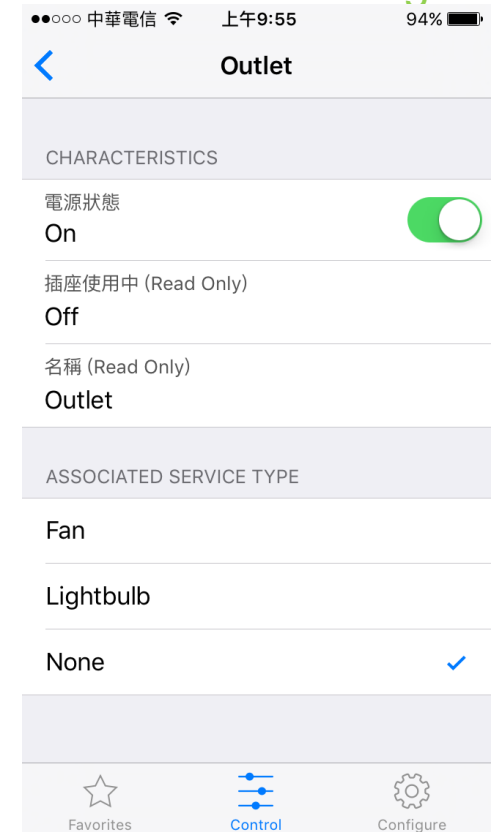 中華電信 上午9:55 94%
Outlet
CHARACTERISTICS
電源狀態
On
插座使用中 (Read Only)
Off
名稱 (Read Only)
Outlet
ASSOCIATED SERVICE TYPE
Fan
Lightbulb
None
Favorites Control Configure